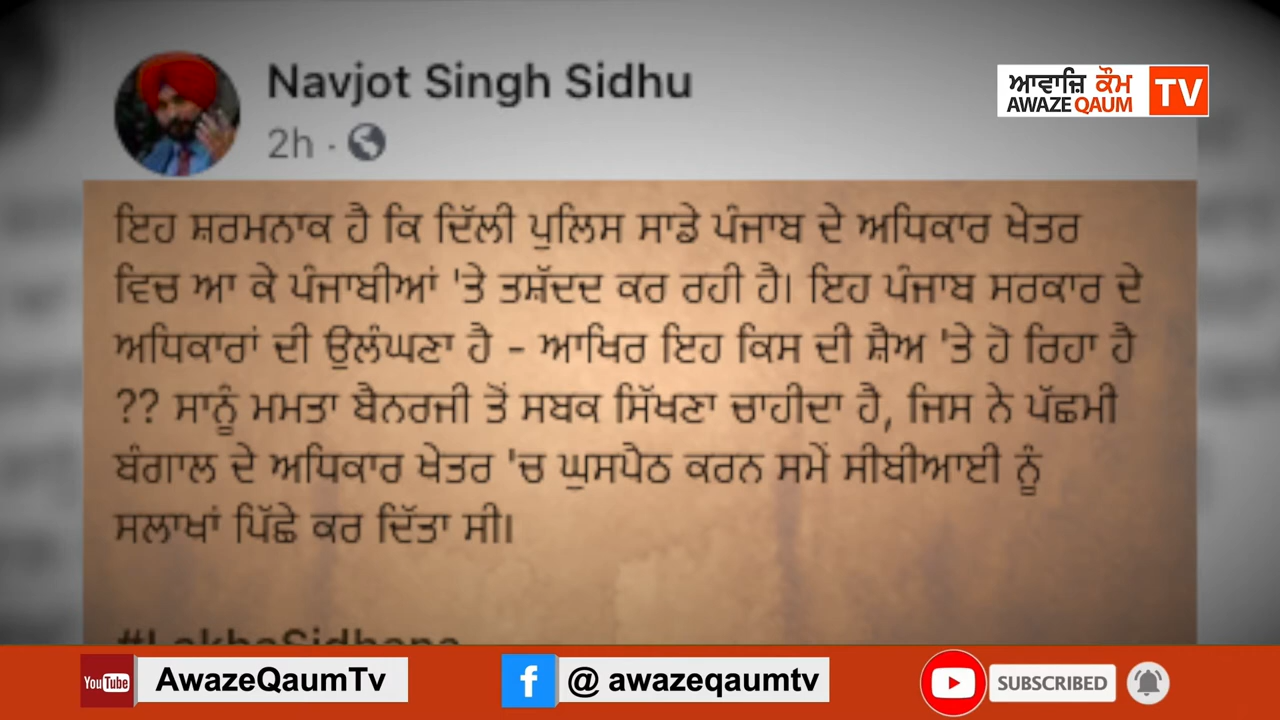 Navjot Singh Sidhu
2h ·
ਆਵਾਜ਼ਿ ਕੌਮ
AWAZE QAUM
TV
ਇਹ ਸ਼ਰਮਨਾਕ ਹੈ ਕਿ ਦਿੱਲੀ ਪੁਲਿਸ ਸਾਡੇ ਪੰਜਾਬ ਦੇ ਅਧਿਕਾਰ ਖੇਤਰ
ਵਿਚ ਆ ਕੇ ਪੰਜਾਬੀਆਂ 'ਤੇ ਤਸ਼ੱਦਦ ਕਰ ਰਹੀ ਹੈ। ਇਹ ਪੰਜਾਬ ਸਰਕਾਰ ਦੇ
ਅਧਿਕਾਰਾਂ ਦੀ ਉਲੰਘਣਾ ਹੈ - ਆਖਿਰ ਇਹ ਕਿਸ ਦੀ ਸ਼ੈਅ 'ਤੇ ਹੋ ਰਿਹਾ ਹੈ
?? ਸਾਨੂੰ ਮਮਤਾ ਬੈਨਰਜੀ ਤੋਂ ਸਬਕ ਸਿੱਖਣਾ ਚਾਹੀਦਾ ਹੈ, ਜਿਸ ਨੇ ਪੱਛਮੀ
ਬੰਗਾਲ ਦੇ ਅਧਿਕਾਰ ਖੇਤਰ 'ਚ ਘੁਸਪੈਠ ਕਰਨ ਸਮੇਂ ਸੀਬੀਆਈ ਨੂੰ
ਸਲਾਖਾਂ ਪਿੱਛੇ ਕਰ ਦਿੱਤਾ ਸੀ।
YouTube AwazeQaumTv
f @ awazeqaumtv
SUBSCRIBED